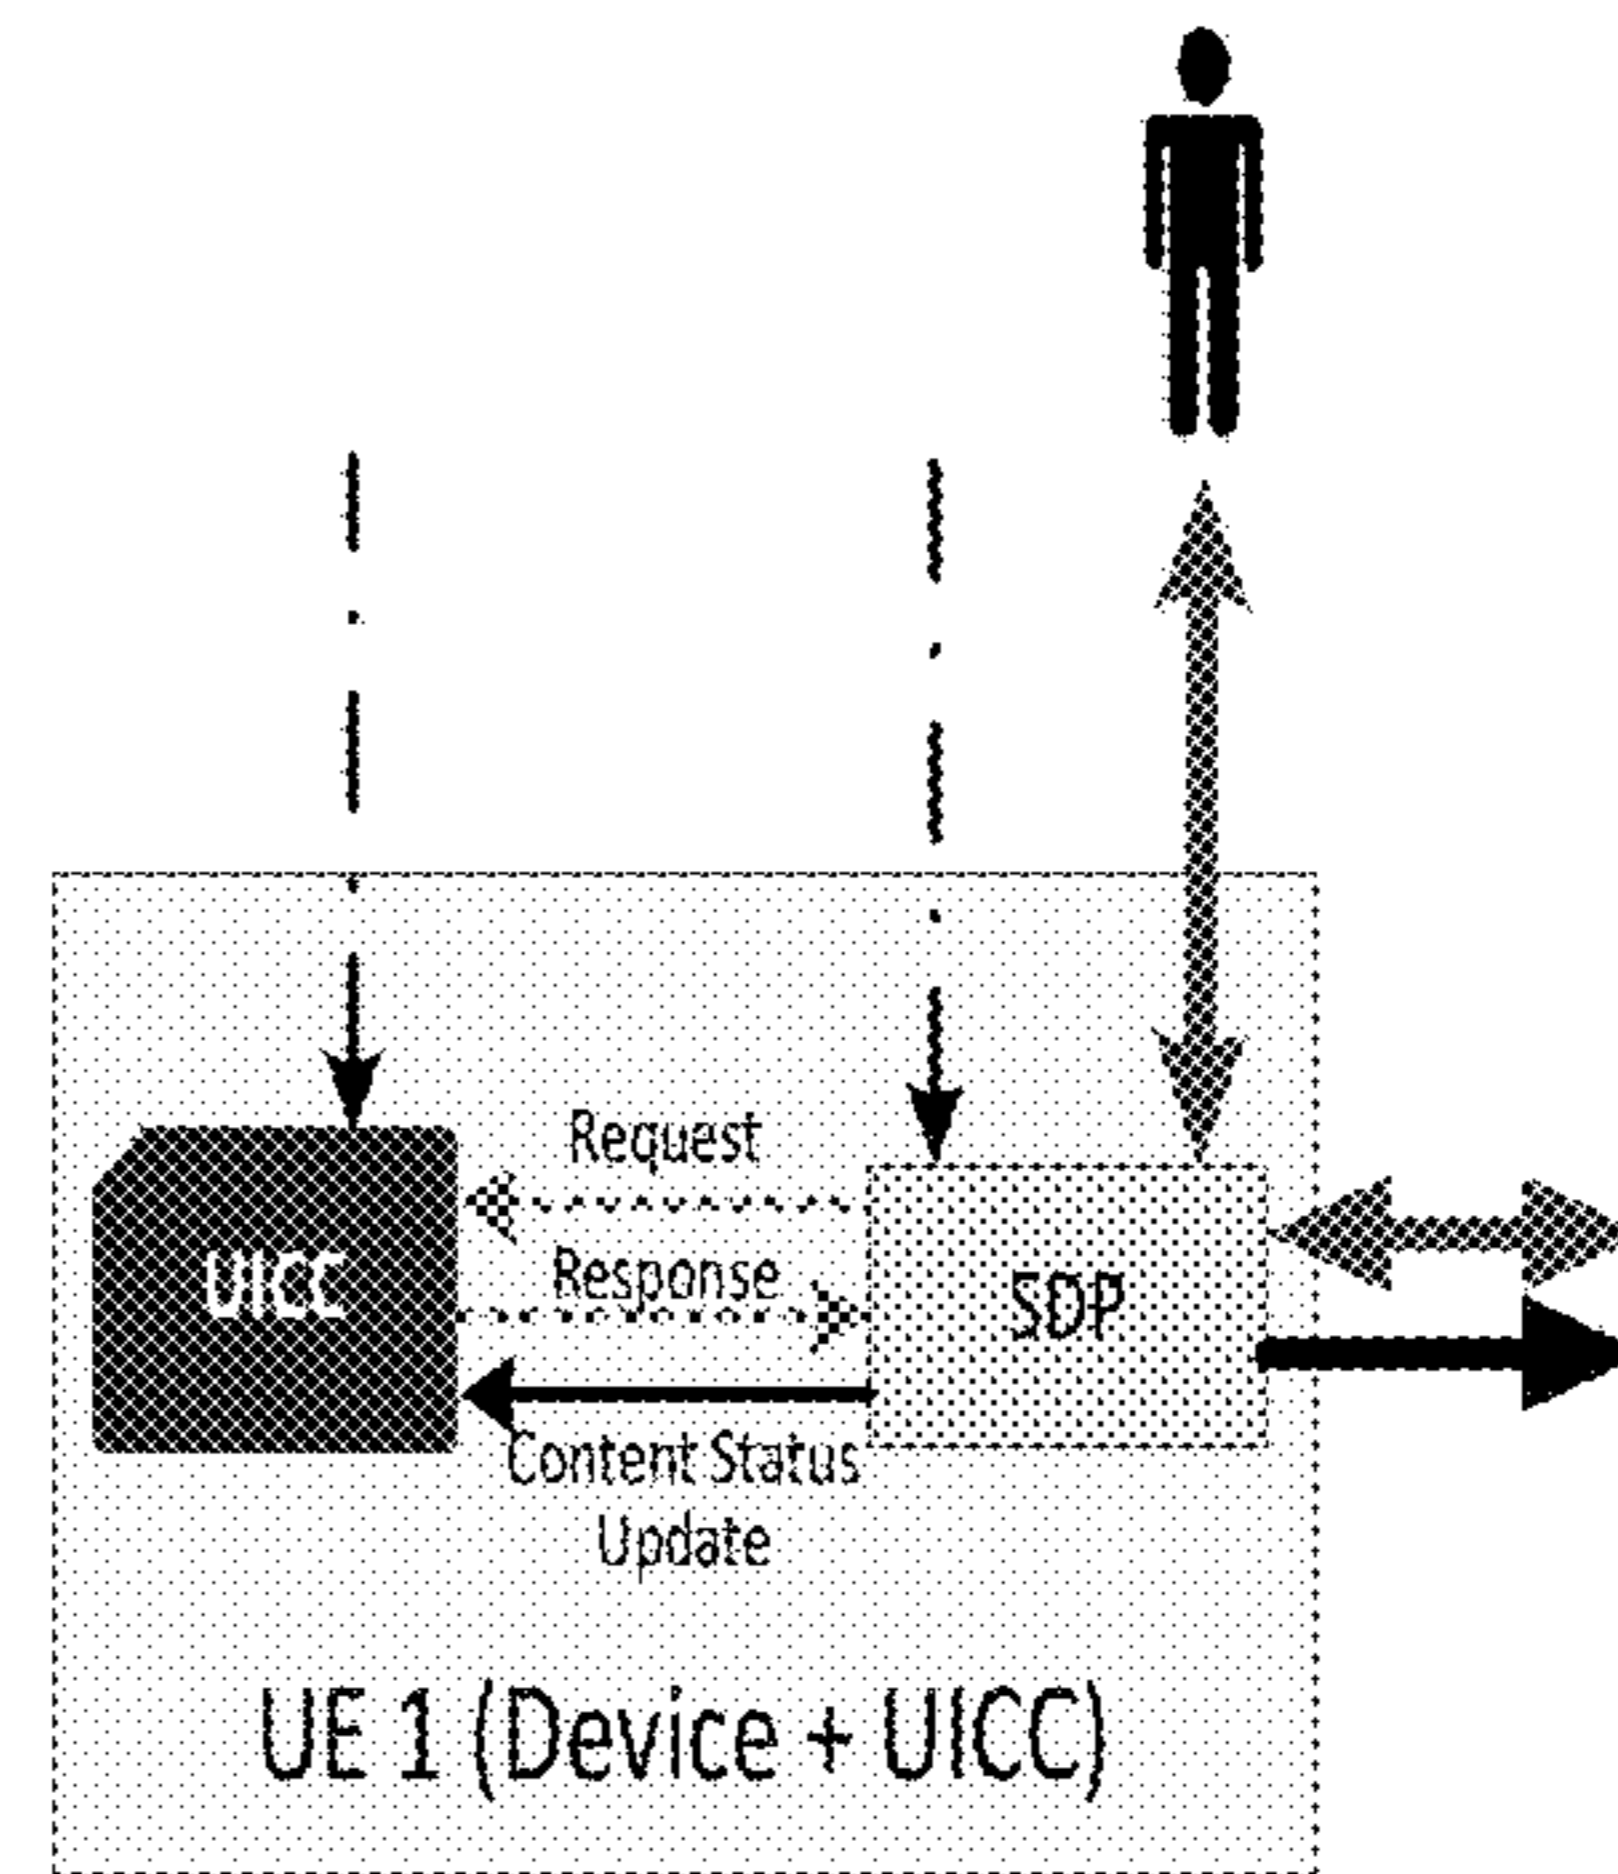 Request
UICC
Response
SDP
Content Status
Update
UE 1 (Device + UICC)